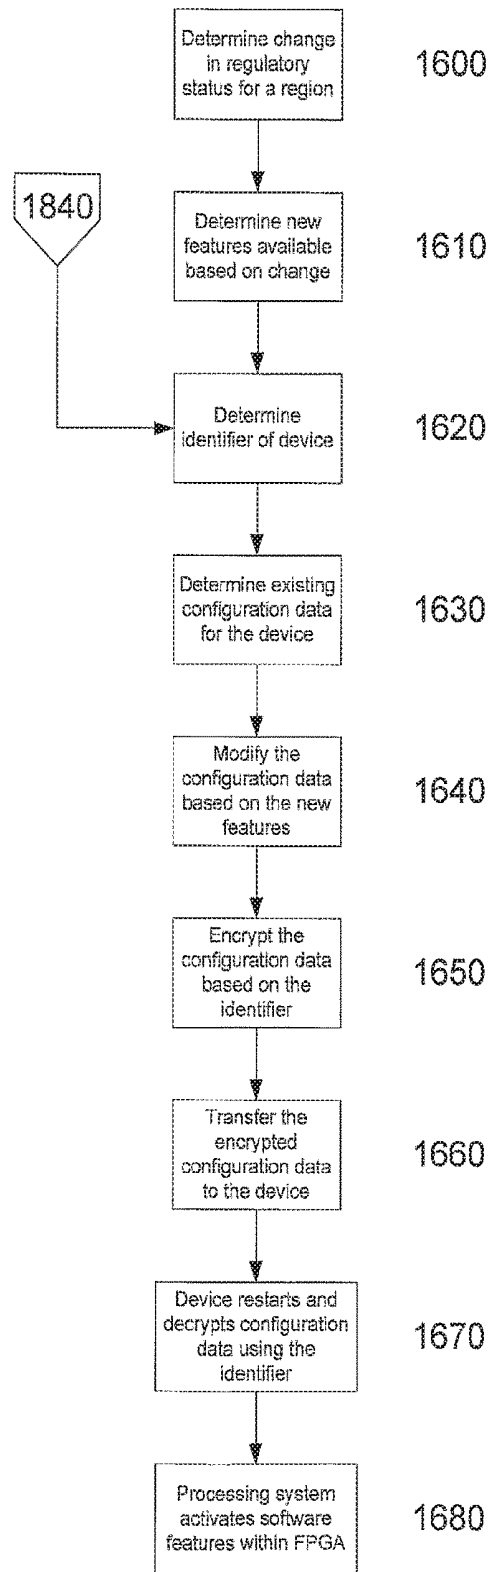 Determine change
in regulatory
status for a region
1600
1840
Determine new
features available
based on change
1610
Determine
identifier of device
1620
Determine existing
configuration data
for the device
1630
Modify the
configuration data
based on the new
features
1640
Encrypt the
configuration data
based on the
identifier
1650
Transfer the
encrypted
configuration data
to the device
1660
Device restarts and
decrypts configuration
data using the
identifier
1670
Processing system
activates software
features within FPGA
1680